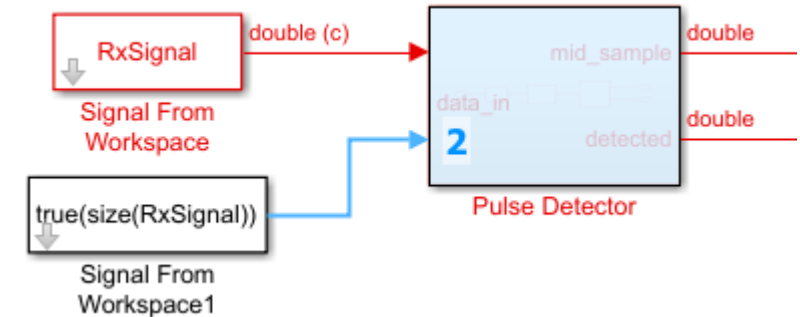 RxSignal
double (c)
Signal From
Workspace
true(size(RxSignal))
Signal From
Workspace1
mid_sample
data_in
2
detected
Pulse Detector
double
double